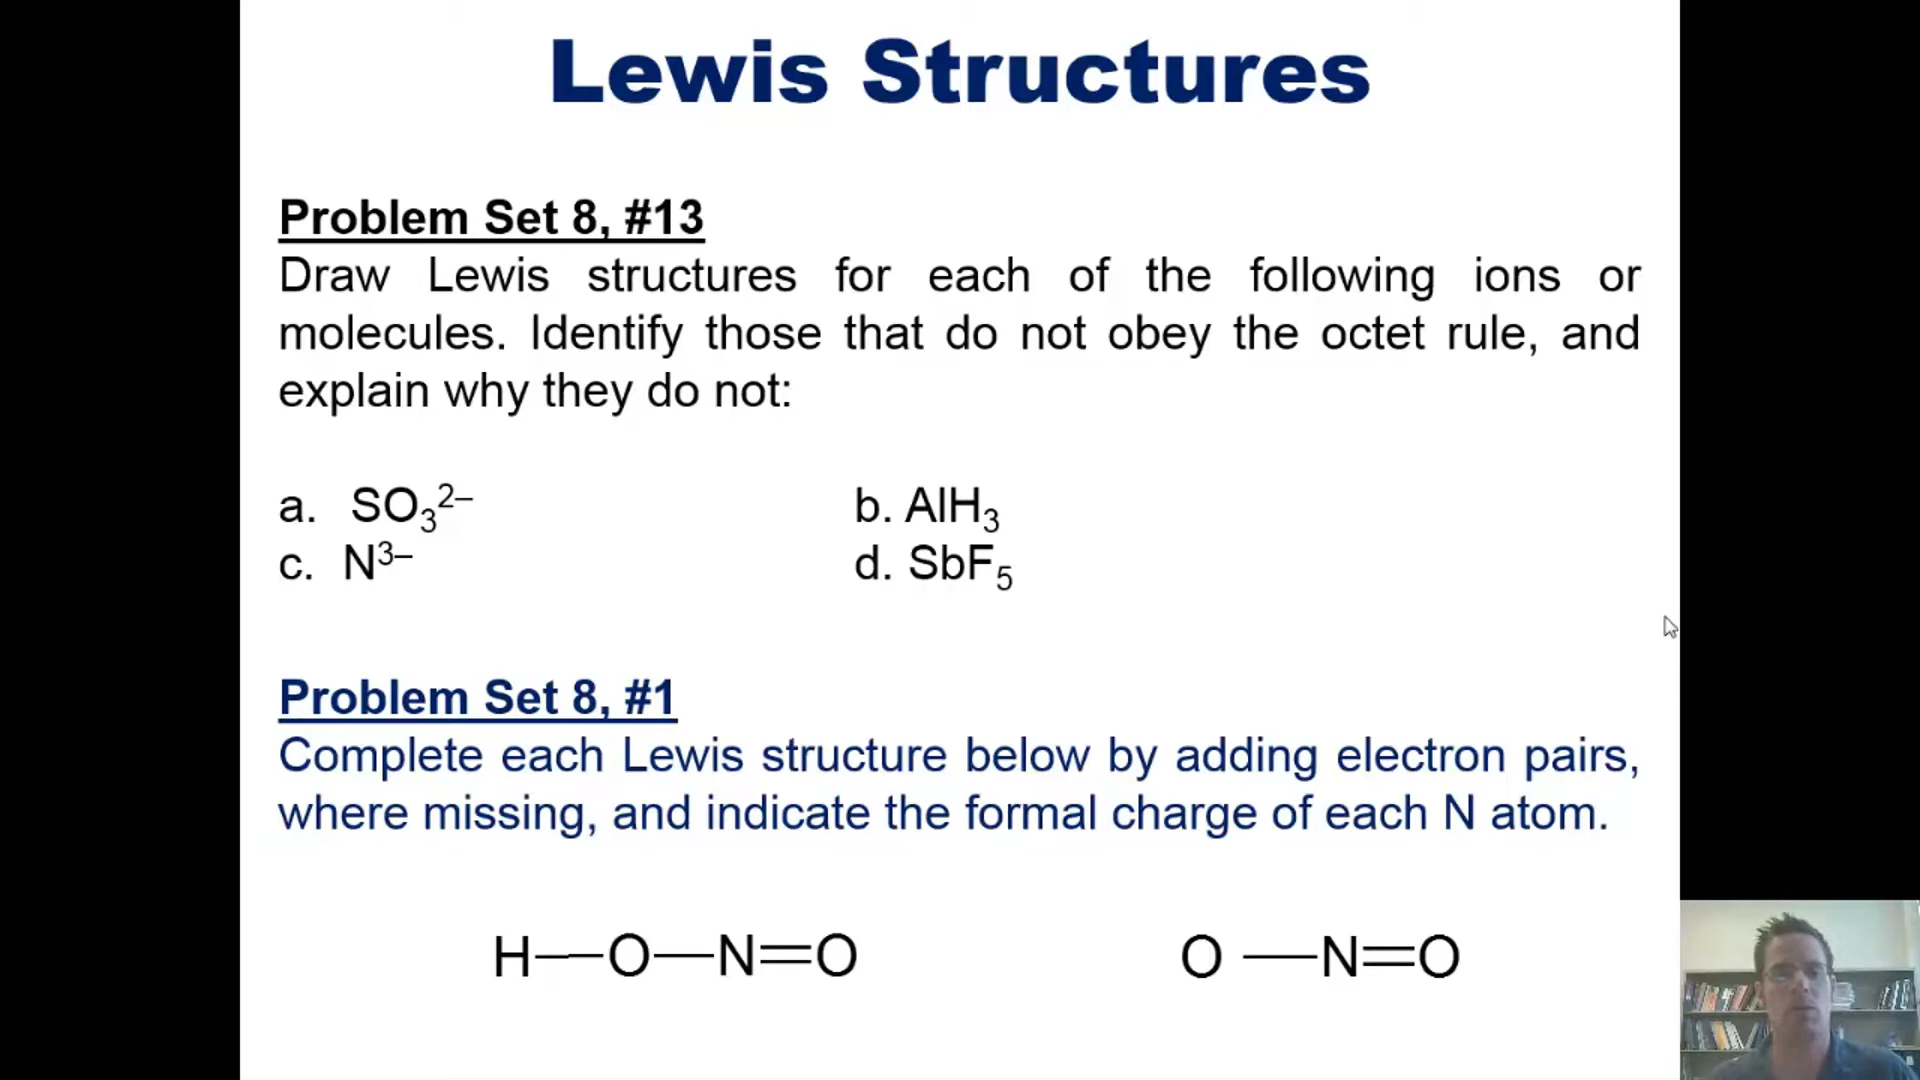 Lewis Structures
Problem Set 8, #13
Draw Lewis structures for each of the following ions or
molecules. Identify those that do not obey the octet rule, and
explain why they do not:
a. SO₃²⁻ b. AlH₃
c. N³⁻ d. SbF₅
Problem Set 8, #1
Complete each Lewis structure below by adding electron pairs,
where missing, and indicate the formal charge of each N atom.
H—O—N=O O—N=O